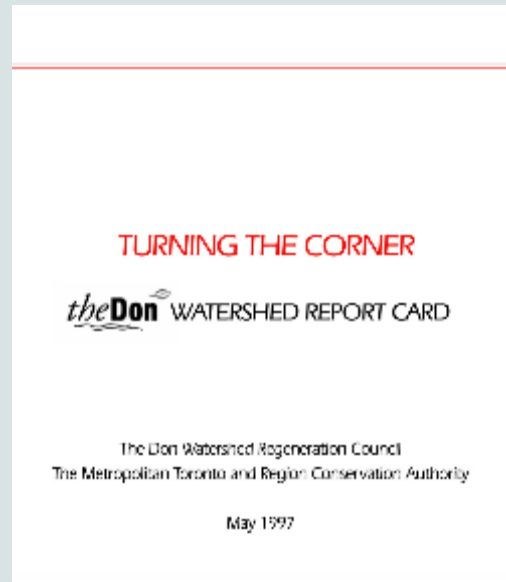 TURNING THE CORNER
theDon WATERSHED REPORT CARD
The Don Watershed Regeneration Council
The Metropolitan Toronto and Region Conservation Authority
May 1997